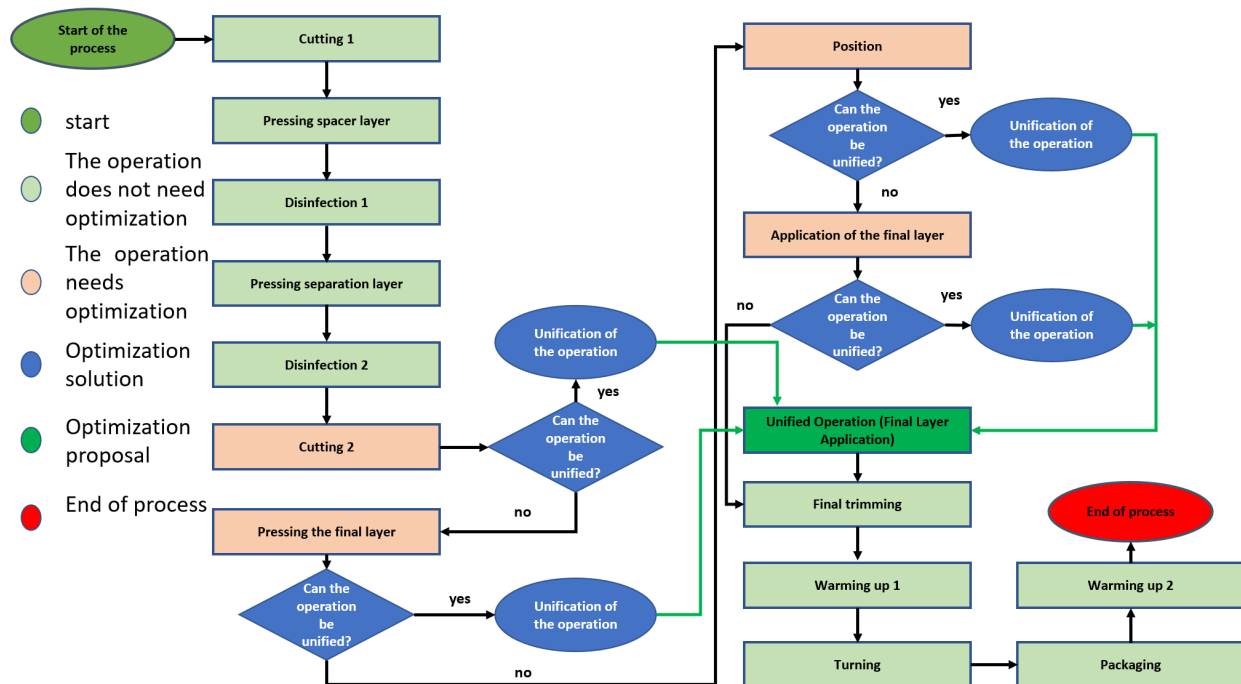 Start of the
process
Cutting 1
Pressing spacer layer
Disinfection 1
Pressing separation layer
Disinfection 2
Cutting 2
Can the
operation
be
unified?
yes
Unification of
the operation
no
Pressing the final layer
Can the
operation
be
unified?
yes
Unification of
the operation
no
start
The operation
does not need
optimization
The operation
needs
optimization
Optimization
solution
Optimization
proposal
End of process
Position
Can the
operation
be
unified?
yes
Unification of
the operation
no
Application of the final layer
Can the
operation
be
unified?
yes
Unification of
the operation
no
Unified Operation (Final Layer
Application)
Final trimming
Warming up 1
Turning
Packaging
Warming up 2
End of process